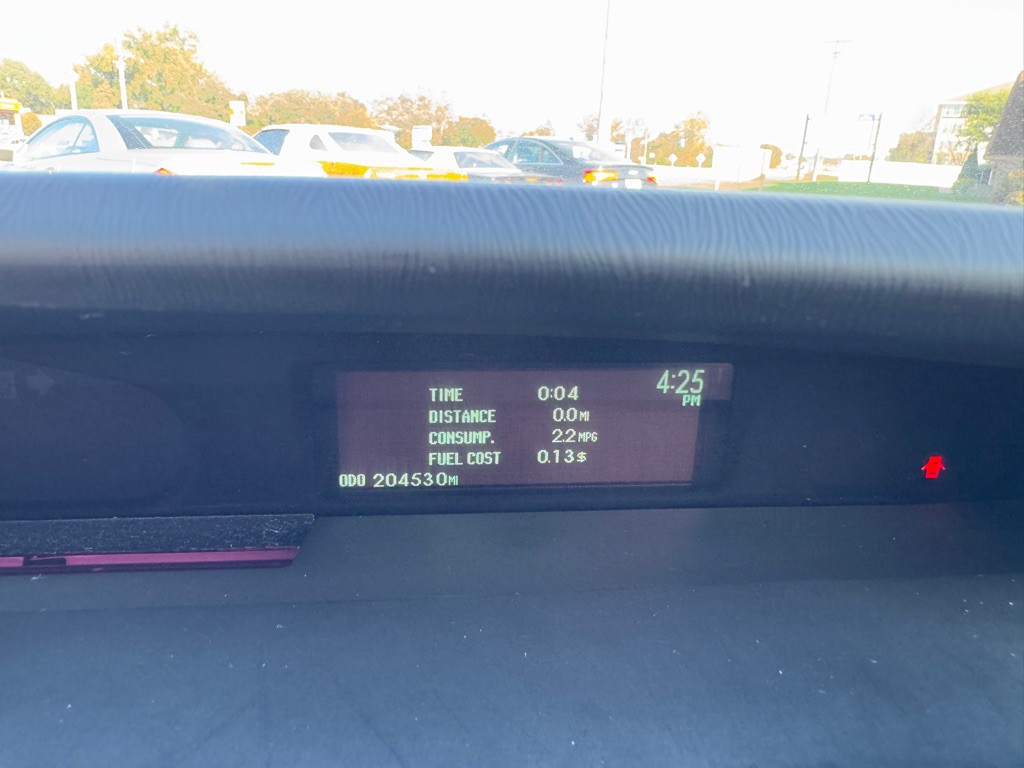 4:25
PM
TIME 0:04
DISTANCE 0.0 MI
CONSUMP. 2.2 MPG
FUEL COST 0.13 $
ODO 204530 MI